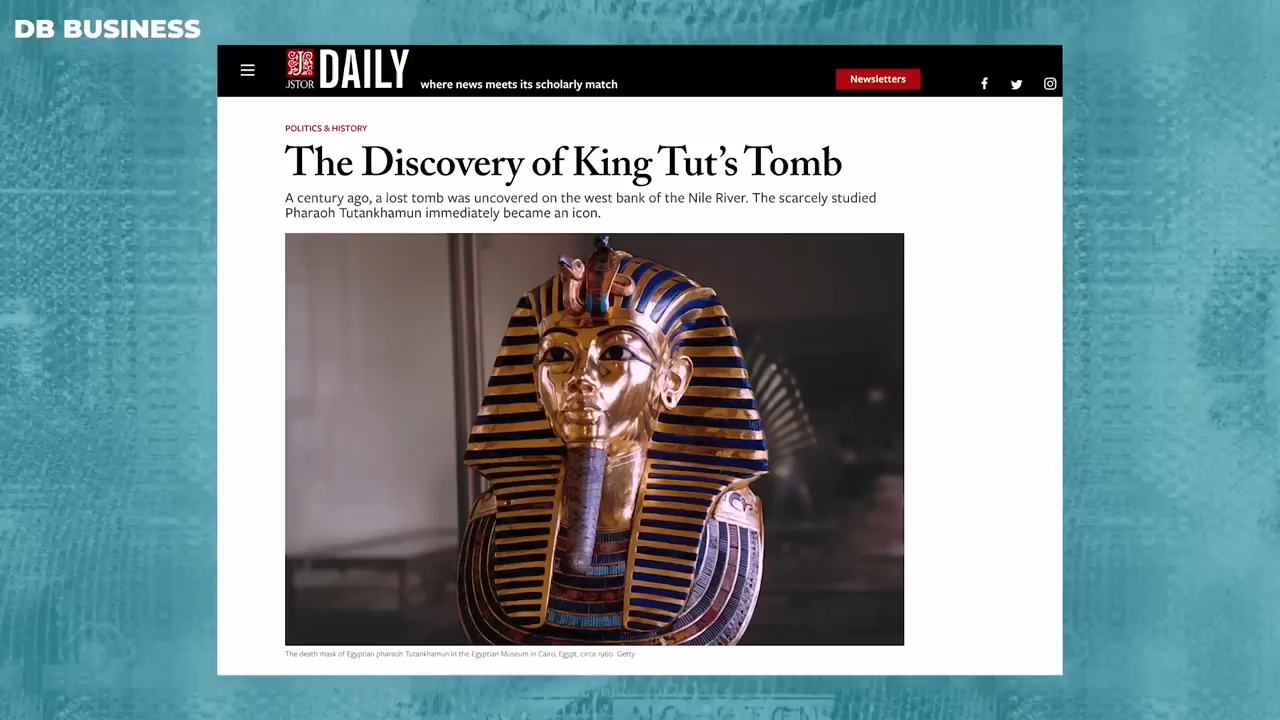 DB BUSINESS
JSTOR DAILY where news meets its scholarly match Newsletters
POLITICS & HISTORY
The Discovery of King Tut's Tomb
A century ago, a lost tomb was uncovered on the west bank of the Nile River. The scarcely studied
Pharaoh Tutankhamun immediately became an icon.
The death mask of Egyptian pharaoh Tutankhamun in the Egyptian Museum in Cairo, Egypt, circa 1960 Getty